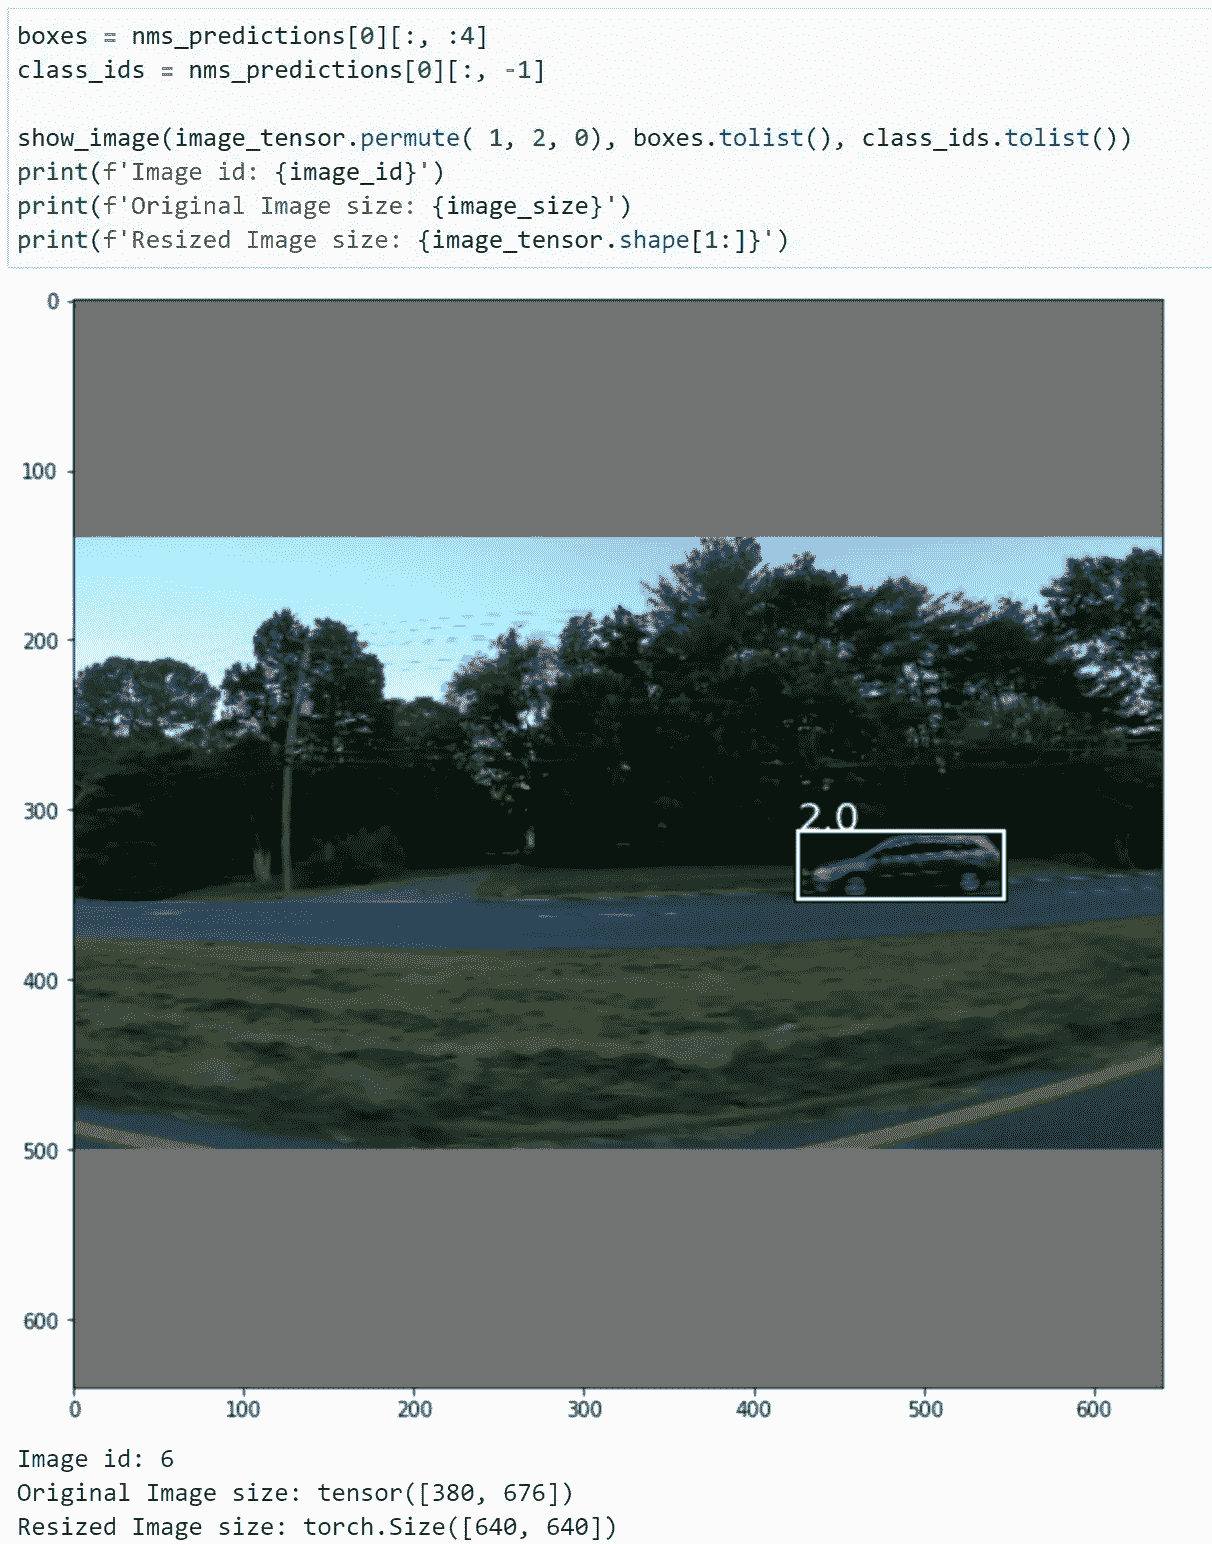 boxes = nms_predictions[0][:, :4]
class_ids = nms_predictions[0][:, -1]
show_image(image_tensor.permute( 1, 2, 0), boxes.tolist(), class_ids.tolist())
print(f'Image id: {image_id}')
print(f'Original Image size: {image_size}')
print(f'Resized Image size: {image_tensor.shape[1:]}')
0
100
200
300
2.0
400
500
600
0 100 200 300 400 500 600
Image id: 6
Original Image size: tensor([380, 676])
Resized Image size: torch.Size([640, 640])